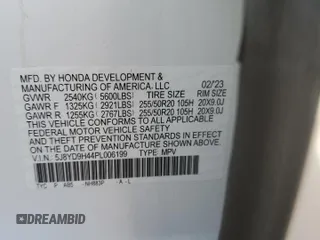 MFD. BY HONDA DEVELOPMENT &
MANUFACTURING OF AMERICA, LLC 02/'23
GVWR 2540KG( 5600LBS) TIRE SIZE RIM SIZE
GAWR F 1325KG( 2921LBS) 255/50R20 105H 20X9.0J
GAWR R 1255KG( 2767LBS) 255/50R20 105H 20X9.0J
THIS VEHICLE CONFORMS TO ALL APPLICABLE
FEDERAL MOTOR VEHICLE SAFETY
AND THEFT PREVENTION STANDARDS IN EFFECT
ON THE DATE OF MANUFACTURE SHOWN ABOVE.
V.I.N.: 5J8YD9H44PL006199 TYPE: MPV
TYC P A- L
DREAMBID